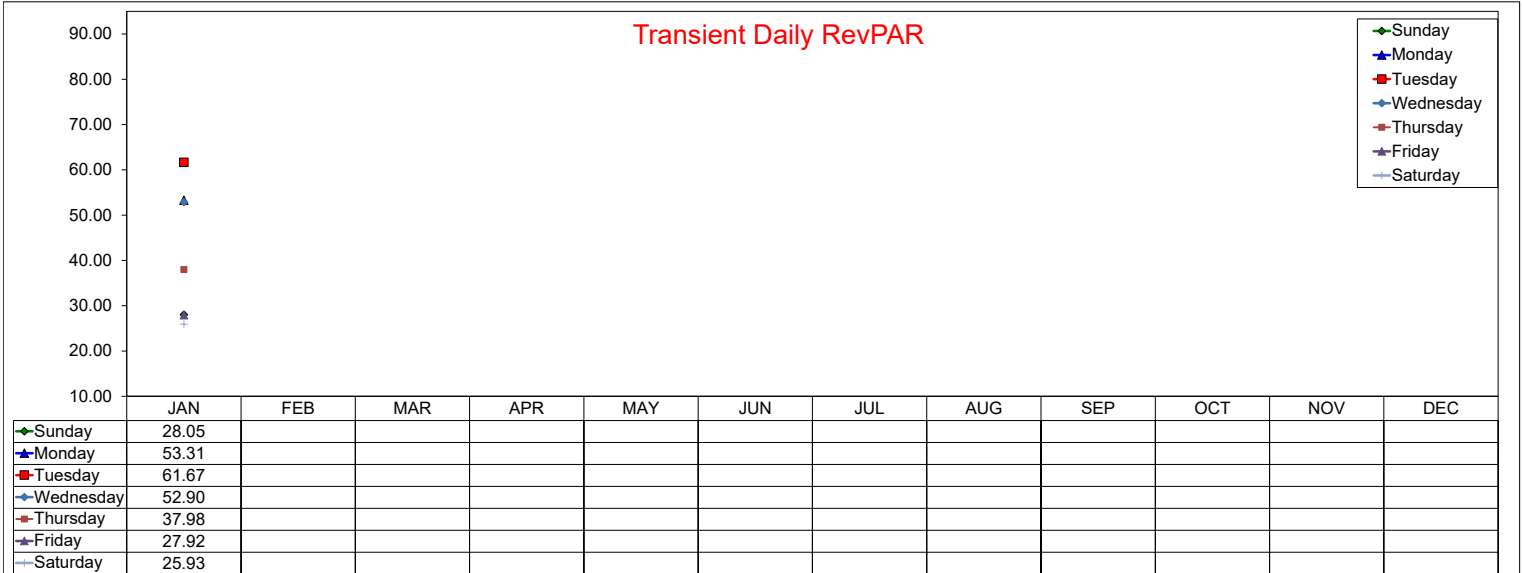 Transient Daily RevPAR
90.00
80.00
70.00
60.00
50.00
40.00
30.00
20.00
10.00
Sunday
Monday
Tuesday
Wednesday
Thursday
Friday
Saturday
JAN FEB MAR APR MAY JUN JUL AUG SEP OCT NOV DEC
Sunday 28.05
Monday 53.31
Tuesday 61.67
Wednesday 52.90
Thursday 37.98
Friday 27.92
Saturday 25.93